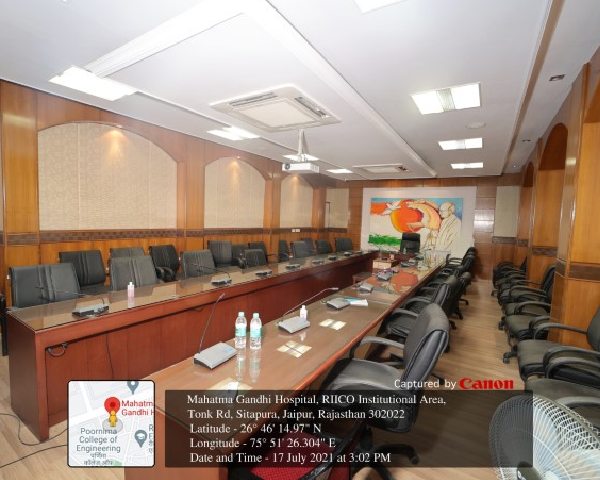 Captured by Canon
Mahatma Gandhi Hospital, RIICO Institutional Area,
Tonk Rd, Sitapura, Jaipur, Rajasthan 302022
Latitude - 26° 46' 14.97" N
Longitude - 75° 51' 26.304" E
Date and Time - 17 July 2021 at 3:02 PM
Mahatm
Gandhi H
Poornima
College of
Engineering